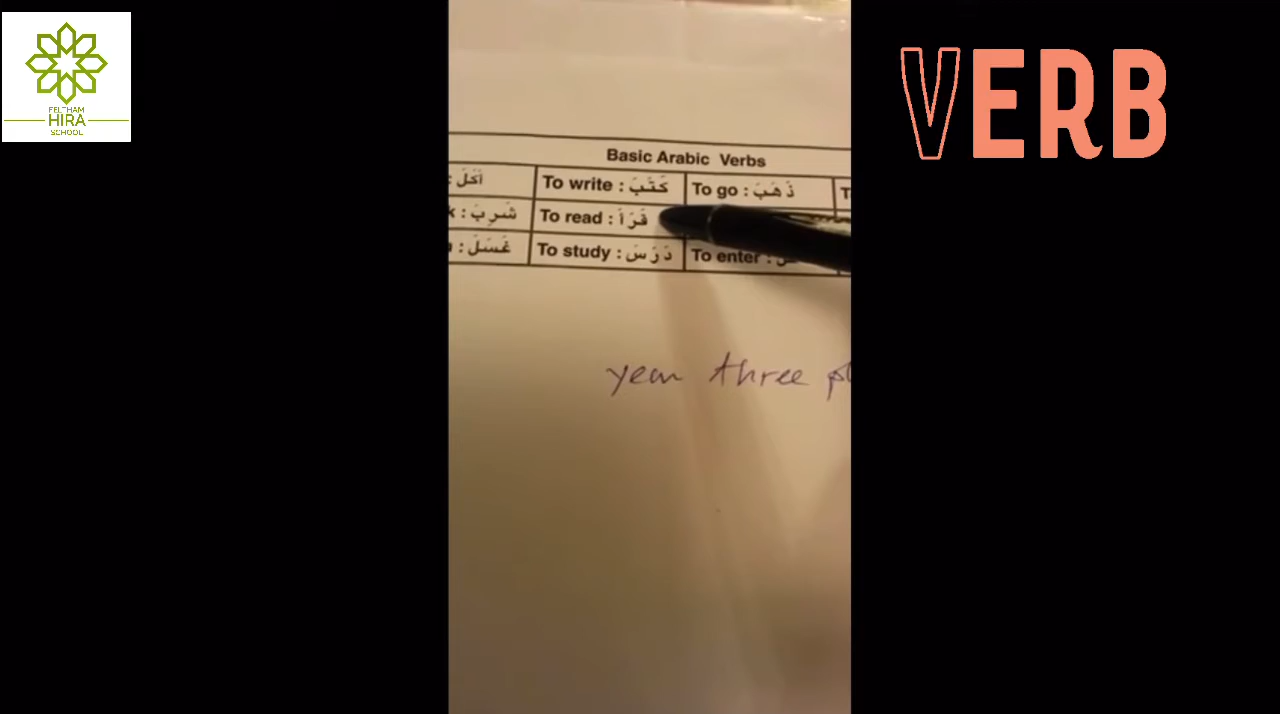 FELTHAM
HIRA
SCHOOL
VERB
Basic Arabic Verbs
أَكَلَ :
To write : كَتَبَ
To go : ذَهَبَ
شَرِبَ :
To read : قَرَأَ
غَسَلَ :
To study : دَرَسَ
To enter :
year three